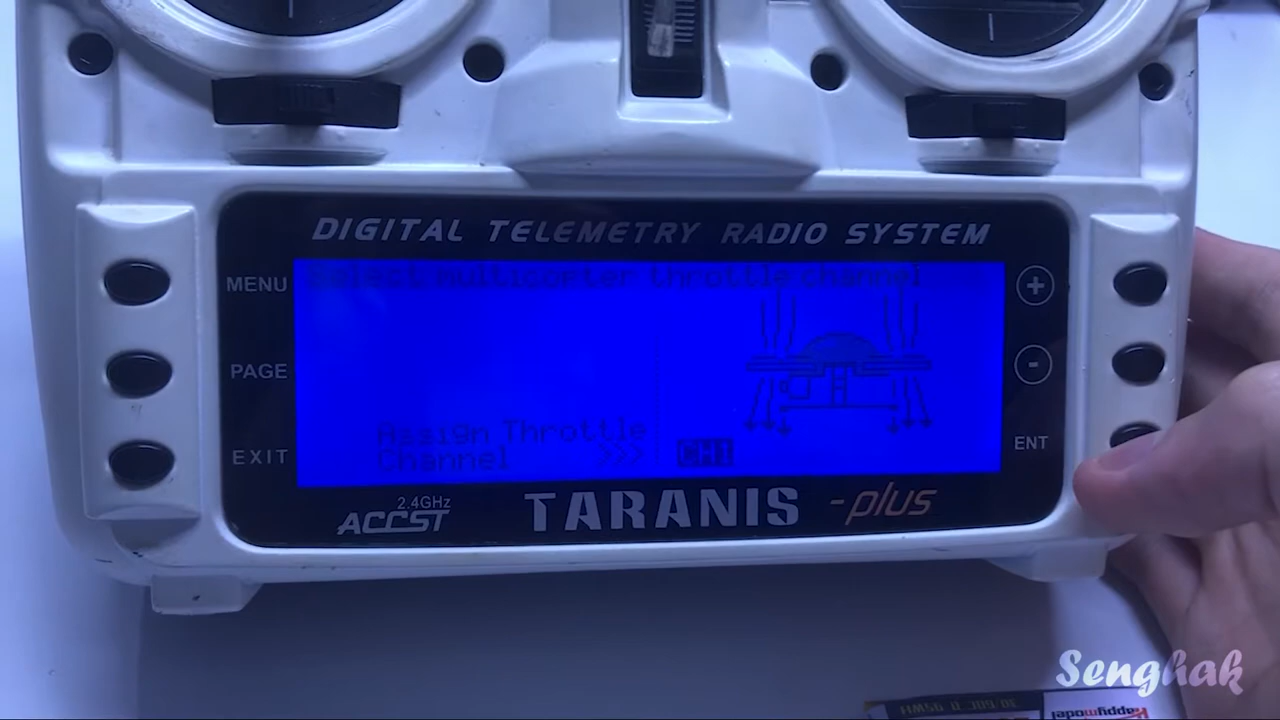 DIGITAL TELEMETRY RADIO SYSTEM
MENU
PAGE
EXIT
Select multicopter throttle channel
Assign Throttle
Channel >>>
CH1
+
-
ENT
2.4GHz
ACCST
TARANIS -plus
Senghak
Happymodel